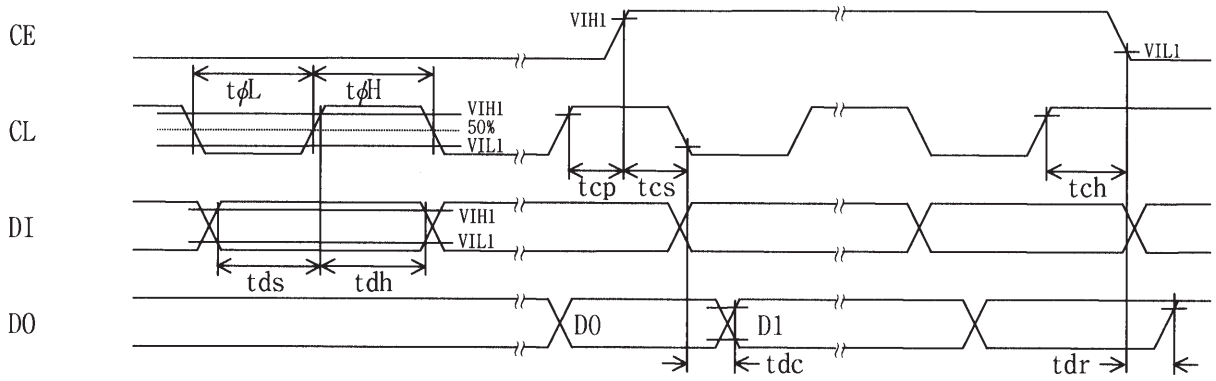 CE
VIH1
VIL1
tϕL
tϕH
CL
VIH1
50%
VIL1
tcp
tcs
tch
DI
VIH1
VIL1
tds
tdh
DO
D0
D1
tdc
tdr